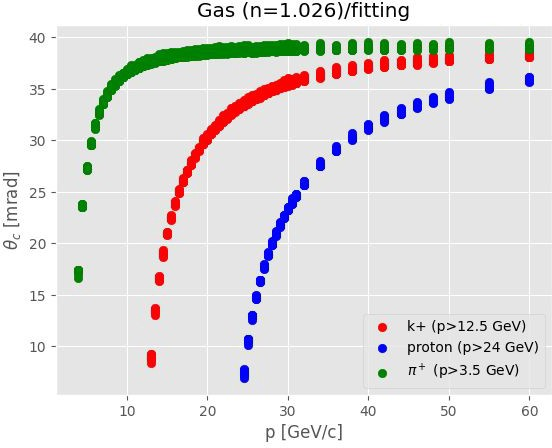 Gas (n=1.026)/fitting
40
35
30
25
20
15
10
θc [mrad]
10 20 30 40 50 60
p [GeV/c]
k+ (p>12.5 GeV)
proton (p>24 GeV)
π+ (p>3.5 GeV)